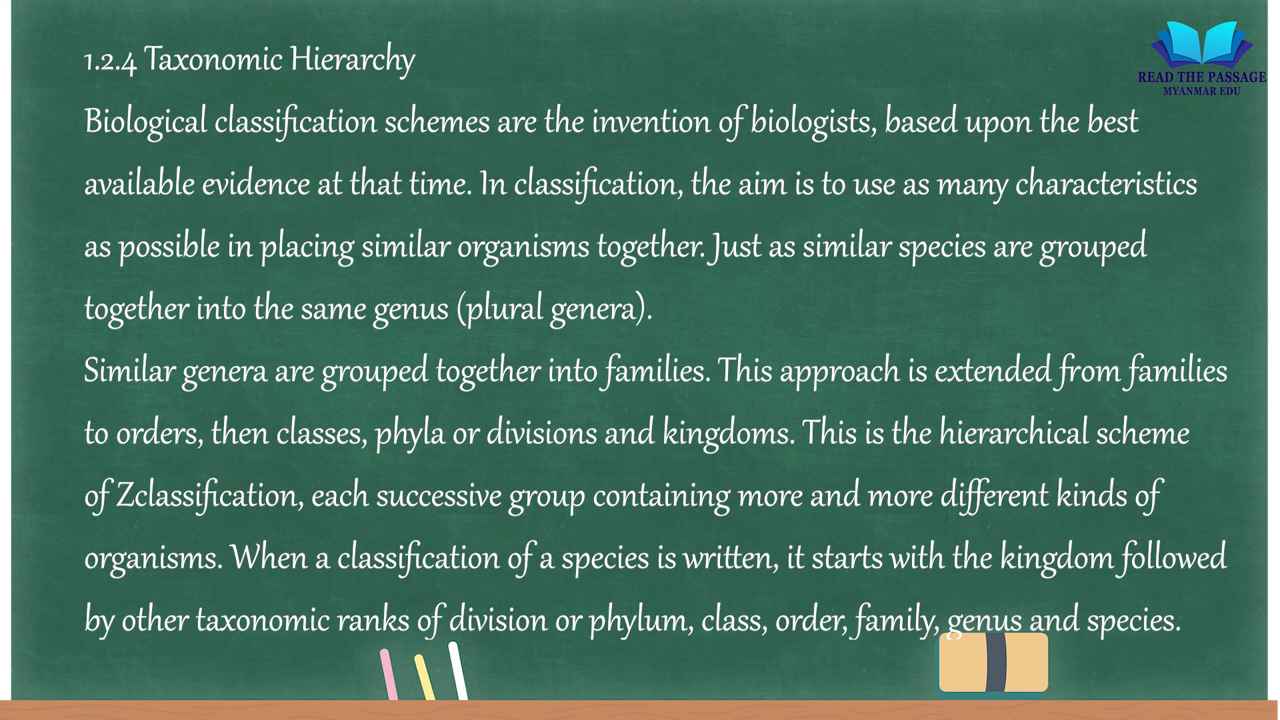 1.2.4 Taxonomic Hierarchy
READ THE PASSAGE
MYANMAR EDU
Biological classification schemes are the invention of biologists, based upon the best
available evidence at that time. In classification, the aim is to use as many characteristics
as possible in placing similar organisms together. Just as similar species are grouped
together into the same genus (plural genera).
Similar genera are grouped together into families. This approach is extended from families
to orders, then classes, phyla or divisions and kingdoms. This is the hierarchical scheme
of Zclassification, each successive group containing more and more different kinds of
organisms. When a classification of a species is written, it starts with the kingdom followed
by other taxonomic ranks of division or phylum, class, order, family, genus and species.